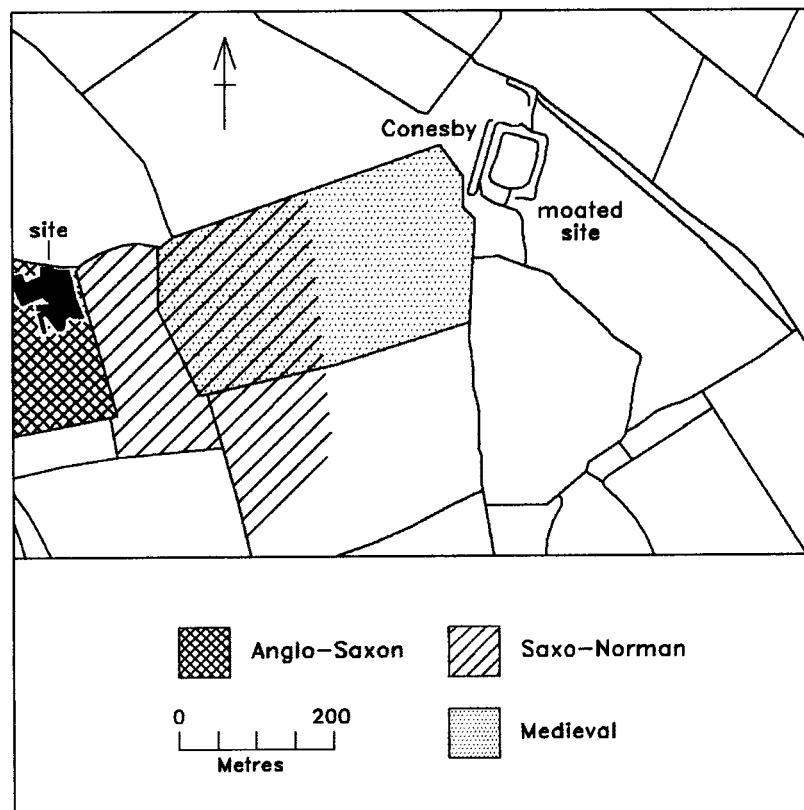 Conesby
moated
site
site
Anglo-Saxon
Saxo-Norman
0 200
Metres
Medieval